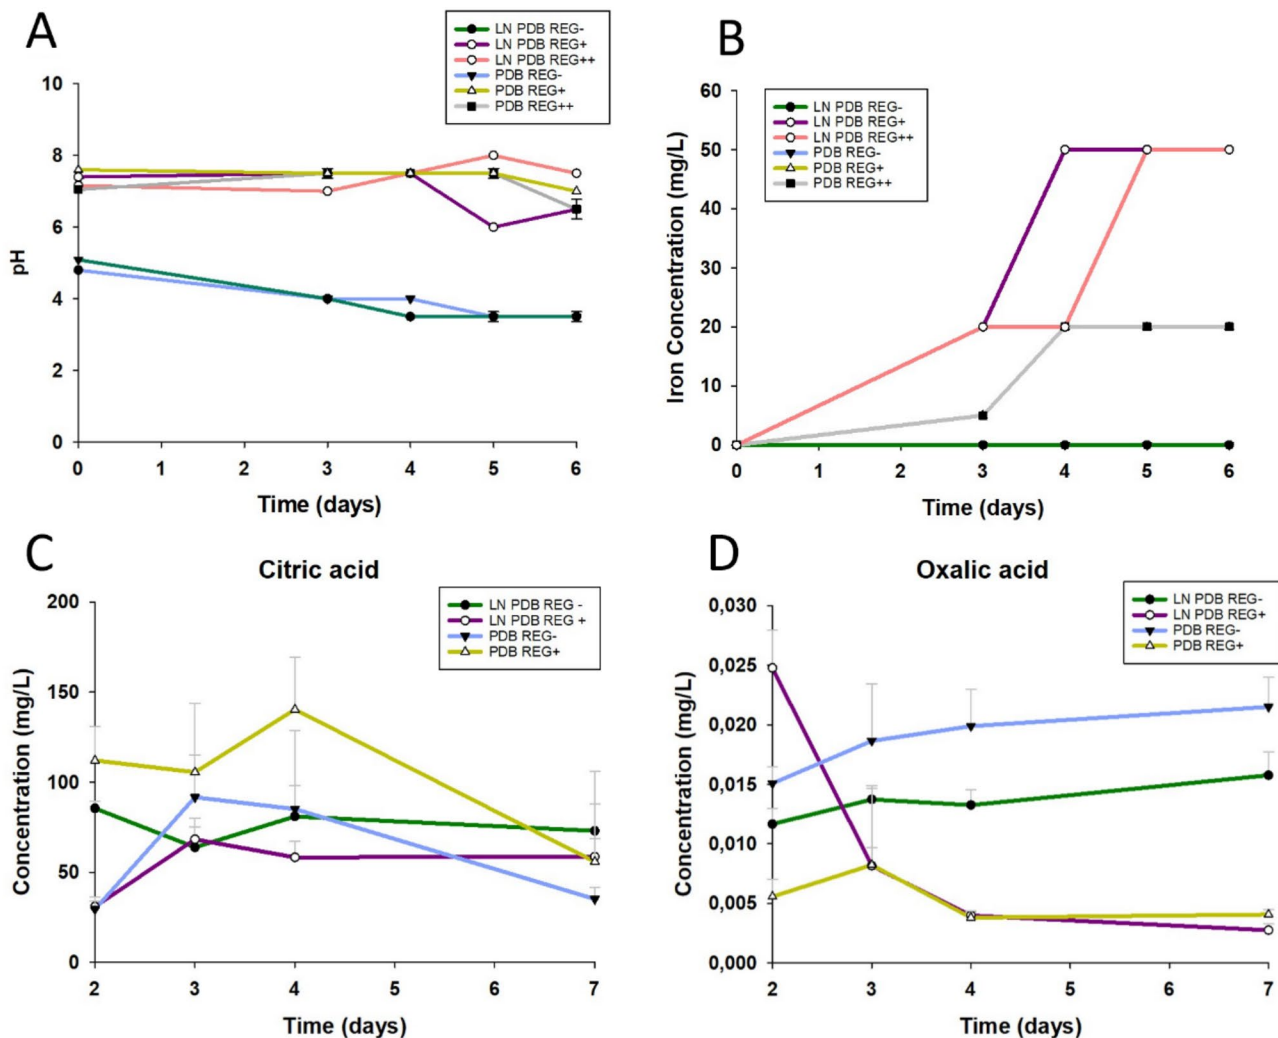 A
LN PDB REG-
LN PDB REG+
LN PDB REG++
PDB REG-
PDB REG+
PDB REG++
10
8
6
4
2
0
pH
0 1 2 3 4 5 6
Time (days)
B
LN PDB REG-
LN PDB REG+
LN PDB REG++
PDB REG-
PDB REG+
PDB REG++
60
50
40
30
20
10
0
Iron Concentration (mg/L)
0 1 2 3 4 5 6
Time (days)
C
Citric acid
LN PDB REG -
LN PDB REG +
PDB REG-
PDB REG+
200
150
100
50
0
Concentration (mg/L)
2 3 4 5 6 7
Time (days)
D
Oxalic acid
LN PDB REG-
LN PDB REG+
PDB REG-
PDB REG+
0,030
0,025
0,020
0,015
0,010
0,005
0,000
Concentration (mg/L)
2 3 4 5 6 7
Time (days)